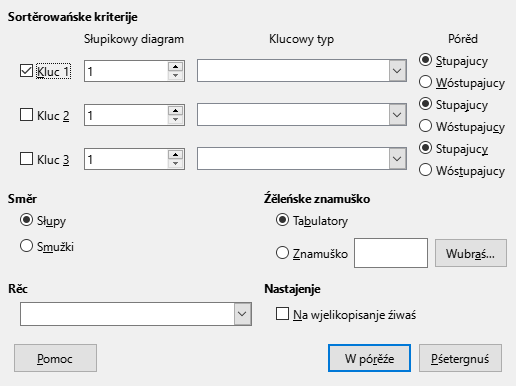 Sortěrowańske kriterije
Słupikowy diagram Klucowy typ Pórěd
Kluc 1 1 Stupajucy
Wóstupajucy
Kluc 2 1 Stupajucy
Wóstupajucy
Kluc 3 1 Stupajucy
Wóstupajucy
Směr Źěleńske znamuško
Słupy Tabulatory
Smužki Znamuško Wubraś...
Rěc Nastajenje
Na wjelikopisanje źiwaś
Pomoc W pórěźe Pśetergnuś